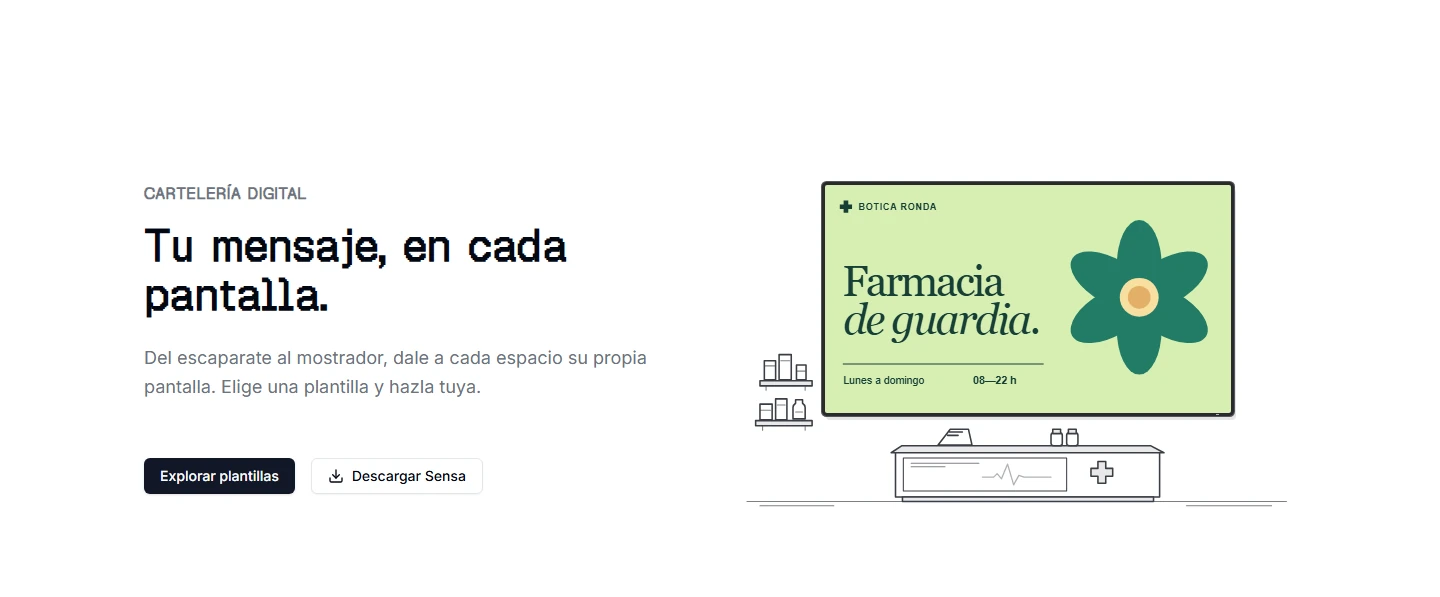 CARTELERÍA DIGITAL
Tu mensaje, en cada
pantalla.
Del escaparate al mostrador, dale a cada espacio su propia
pantalla. Elige una plantilla y hazla tuya.
Explorar plantillas
Descargar Sensa
BOTICA RONDA
Farmacia
de guardia.
Lunes a domingo 08—22 h